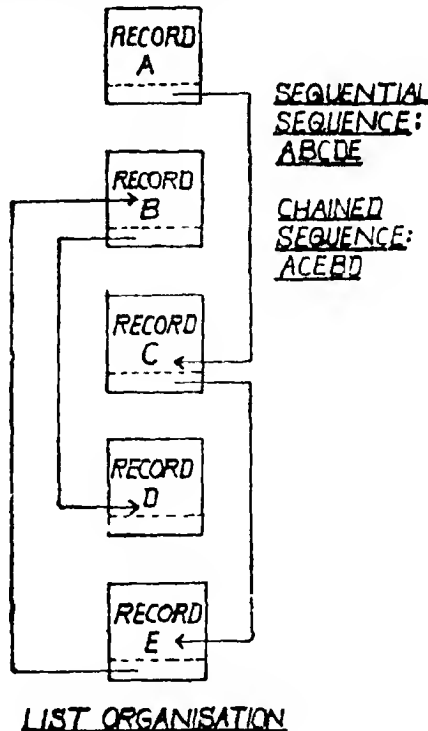 RECORD
A
SEQUENTIAL
SEQUENCE:
ABCDE
RECORD
B
CHAINED
SEQUENCE:
ACEBD
RECORD
C
RECORD
D
RECORD
E
LIST ORGANISATION